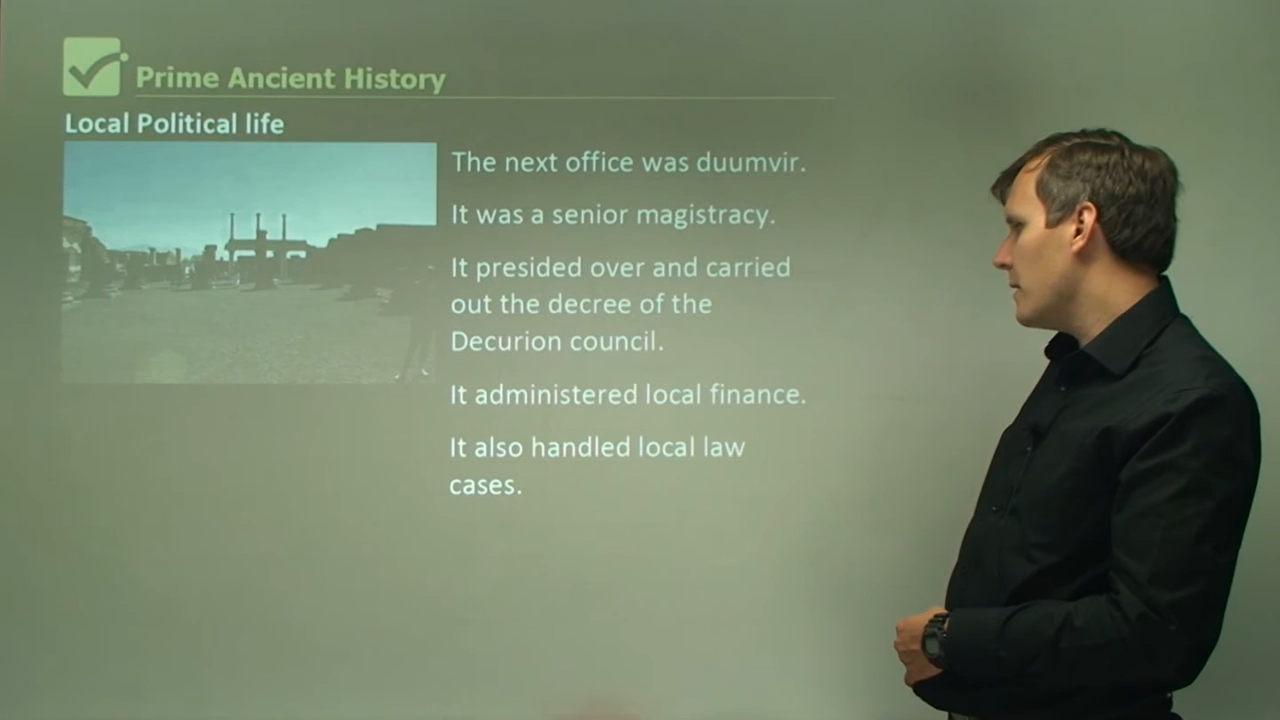 Prime Ancient History
Local Political life
The next office was duumvir.
It was a senior magistracy.
It presided over and carried
out the decree of the
Decurion council.
It administered local finance.
It also handled local law
cases.